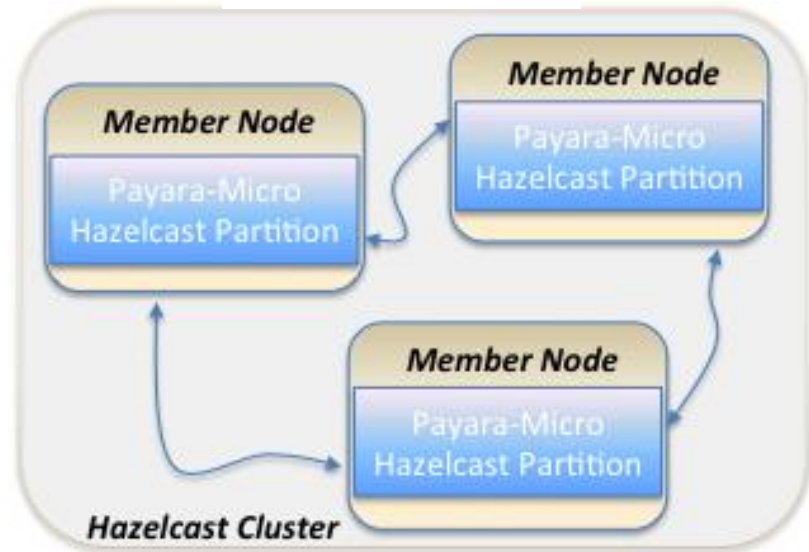 Member Node
Payara-Micro
Hazelcast Partition
Member Node
Payara-Micro
Hazelcast Partition
Member Node
Payara-Micro
Hazelcast Partition
Hazelcast Cluster